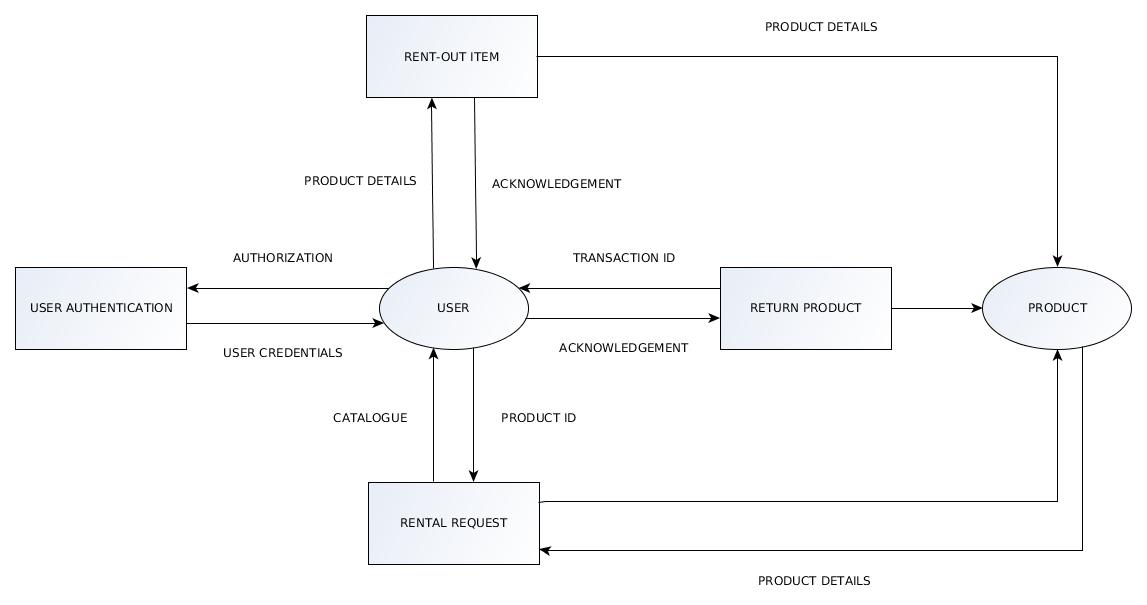 PRODUCT DETAILS
RENT-OUT ITEM
PRODUCT DETAILS
ACKNOWLEDGEMENT
AUTHORIZATION
TRANSACTION ID
USER AUTHENTICATION
USER
RETURN PRODUCT
PRODUCT
USER CREDENTIALS
ACKNOWLEDGEMENT
CATALOGUE
PRODUCT ID
RENTAL REQUEST
PRODUCT DETAILS